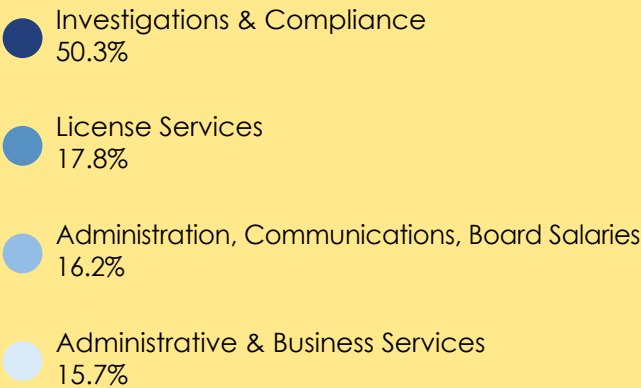 Investigations & Compliance
50.3%
License Services
17.8%
Administration, Communications, Board Salaries
16.2%
Administrative & Business Services
15.7%